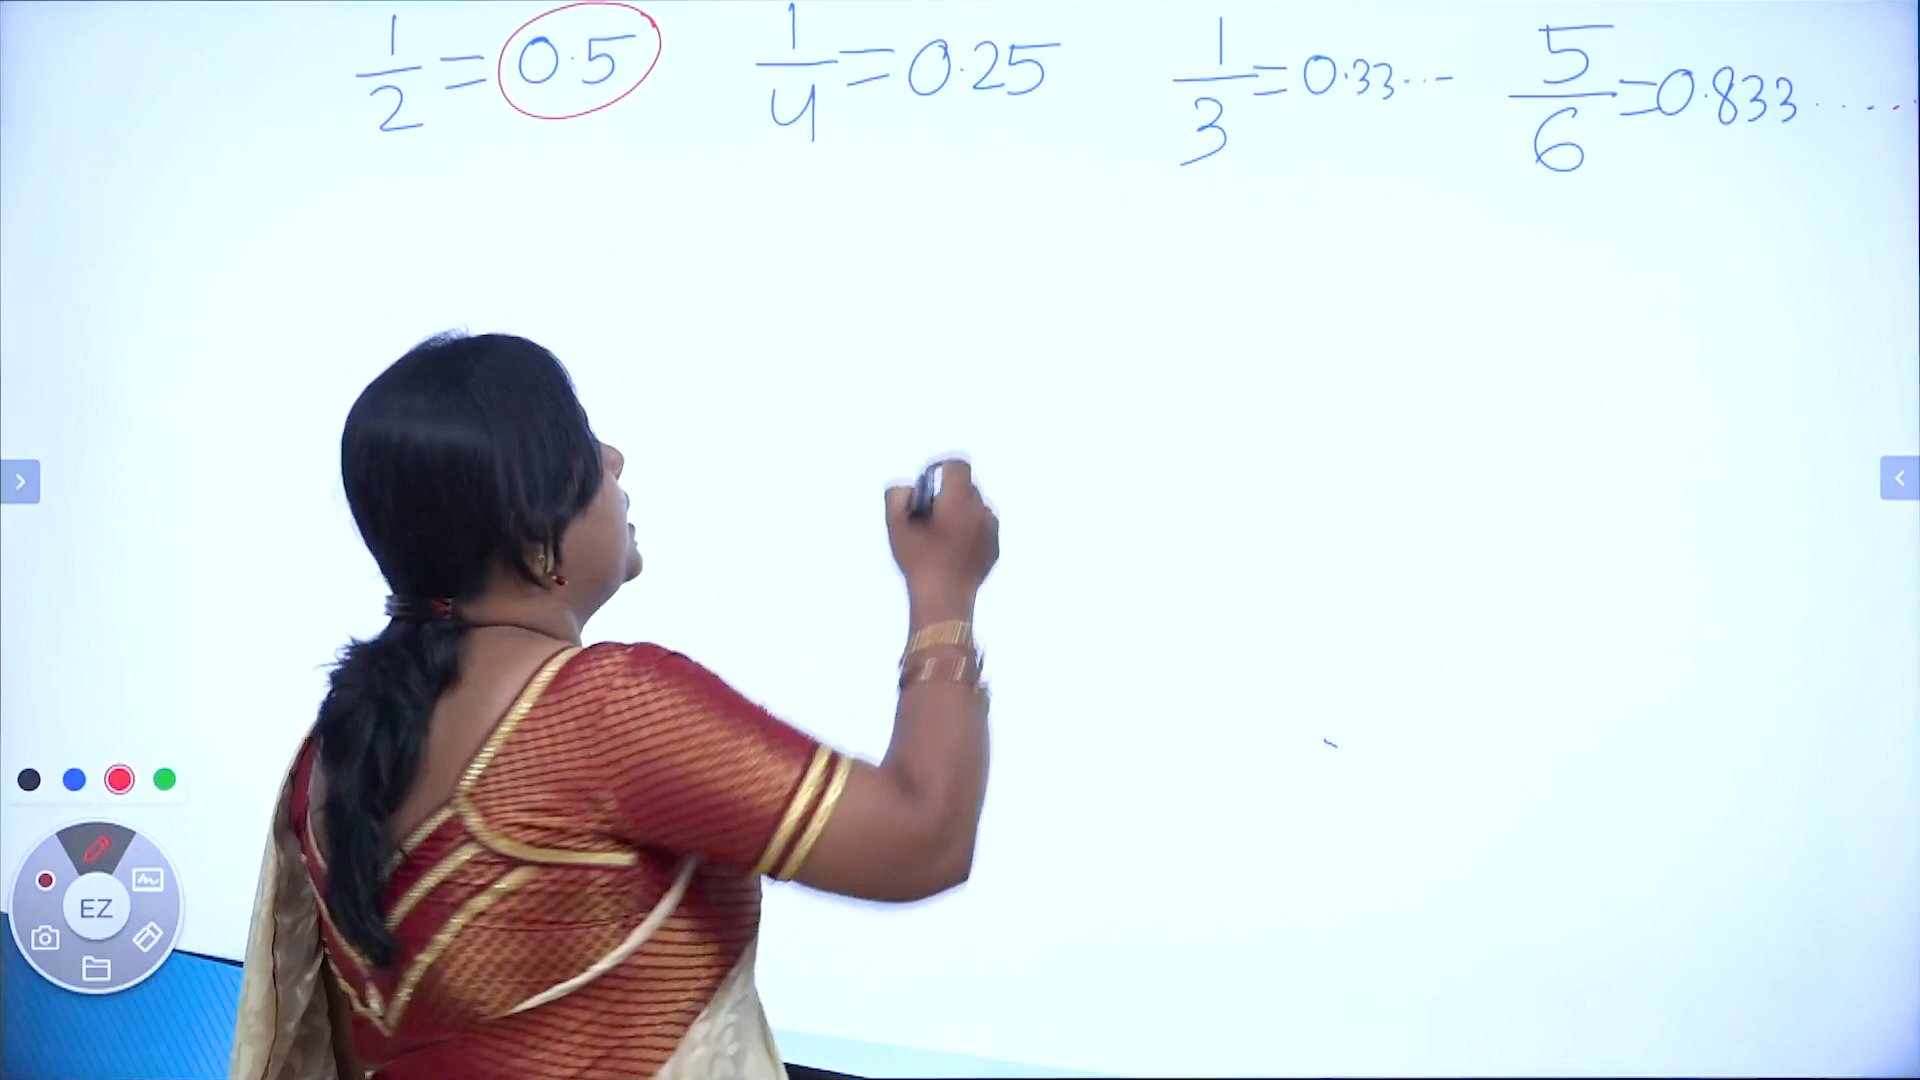 1/2 = 0.5 1/4 = 0.25 1/3 = 0.33... 5/6 = 0.833.....
EZ